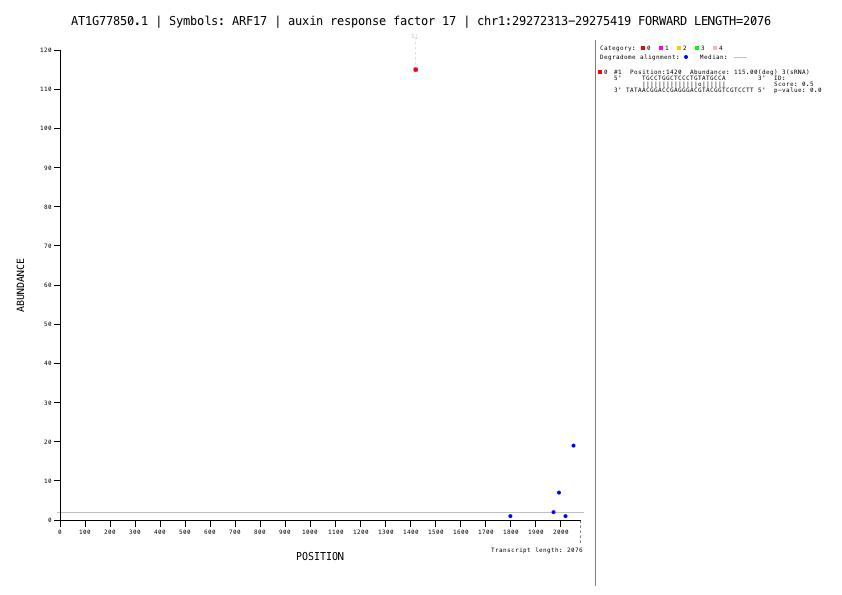 AT1G77850.1 | Symbols: ARF17 | auxin response factor 17 | chr1:29272313-29275419 FORWARD LENGTH=2076
Category: 0 1 2 3 4
Degradome alignment: Median:
0 #1 Position:1420 Abundance: 115.00(deg) 3(sRNA)
5' TGCCTGGCTCCCTGTATGCCA 3' ID:
||||||||||||||o|||||| Score: 0.5
3' TATAACGGACCGAGGGACGTACGGTCGTCCTT 5' p-value: 0.0
120
110
100
90
80
70
60
50
40
30
20
10
0
ABUNDANCE
0 100 200 300 400 500 600 700 800 900 1000 1100 1200 1300 1400 1500 1600 1700 1800 1900 2000
Transcript length: 2076
POSITION